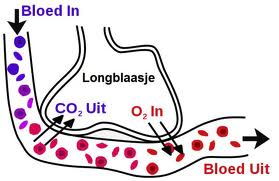 Bloed In
Longblaasje
CO₂ Uit
O₂ In
Bloed Uit